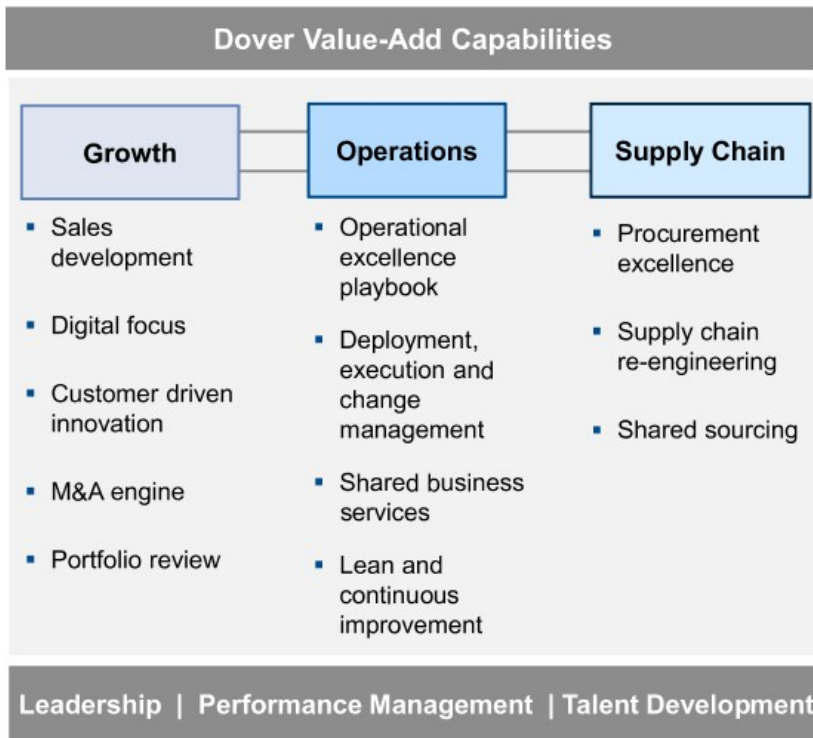 Dover Value-Add Capabilities
Growth
Operations
Supply Chain
Sales
development
Digital focus
Customer driven
innovation
M&A engine
Portfolio review
Operational
excellence
playbook
Deployment,
execution and
change
management
Shared business
services
Lean and
continuous
improvement
Procurement
excellence
Supply chain
re-engineering
Shared sourcing
Leadership | Performance Management | Talent Development